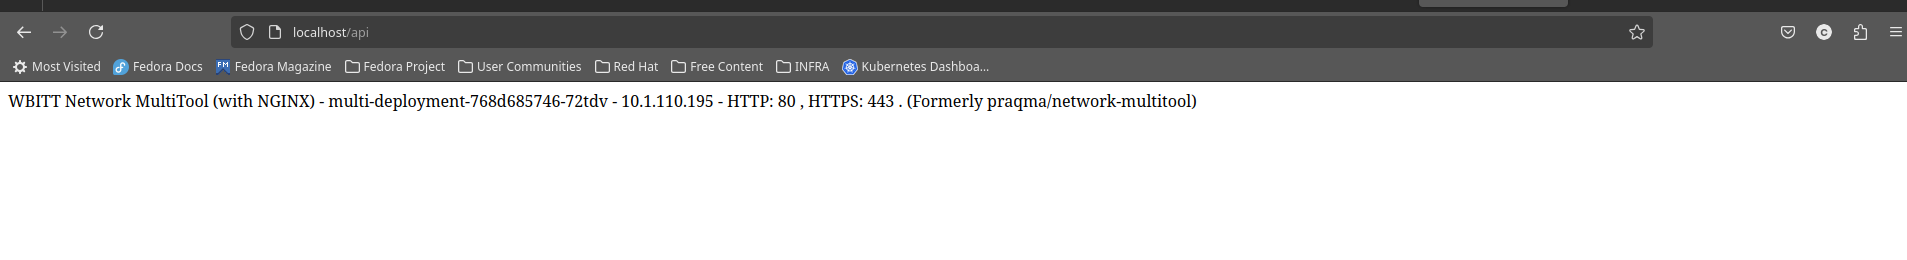 localhost/api
Most Visited Fedora Docs Fedora Magazine Fedora Project User Communities Red Hat Free Content INFRA Kubernetes Dashboa...
WBITT Network MultiTool (with NGINX) - multi-deployment-768d685746-72tdv - 10.1.110.195 - HTTP: 80 , HTTPS: 443 . (Formerly praqma/network-multitool)